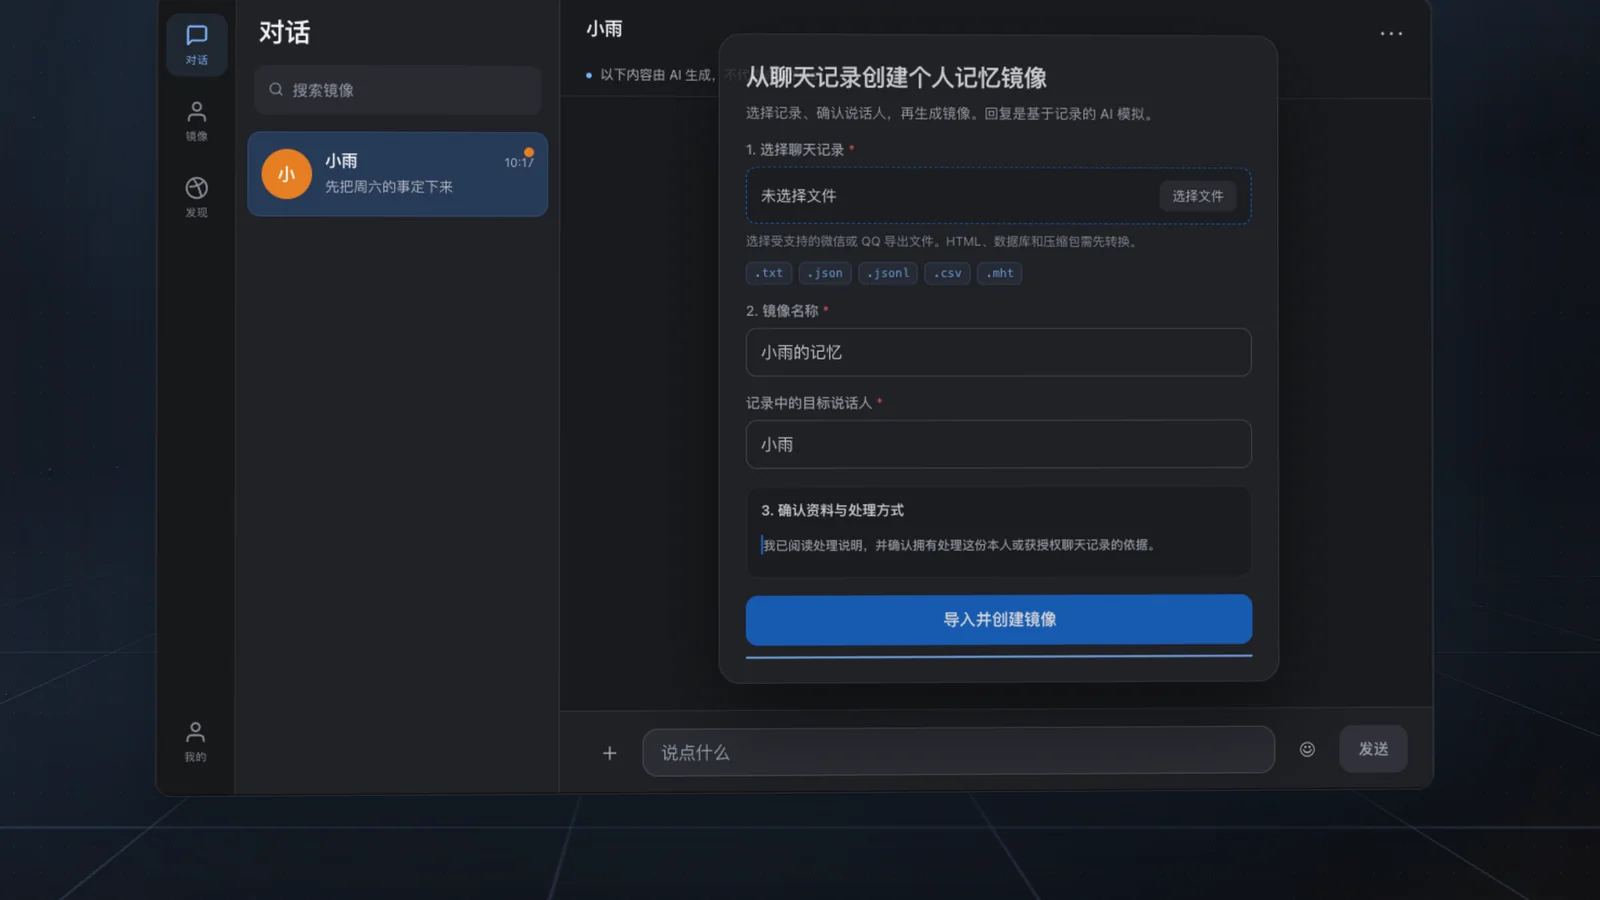 对话
镜像
发现
我的
对话
搜索镜像
小
小雨
10:17
先把周六的事定下来
小雨
以下内容由 AI 生成，不代
从聊天记录创建个人记忆镜像
选择记录、确认说话人，再生成镜像。回复是基于记录的 AI 模拟。
1. 选择聊天记录 *
未选择文件
选择文件
选择受支持的微信或 QQ 导出文件。HTML、数据库和压缩包需先转换。
.txt .json .jsonl .csv .mht
2. 镜像名称 *
小雨的记忆
记录中的目标说话人 *
小雨
3. 确认资料与处理方式
我已阅读处理说明，并确认拥有处理这份本人或获授权聊天记录的依据。
导入并创建镜像
说点什么
发送